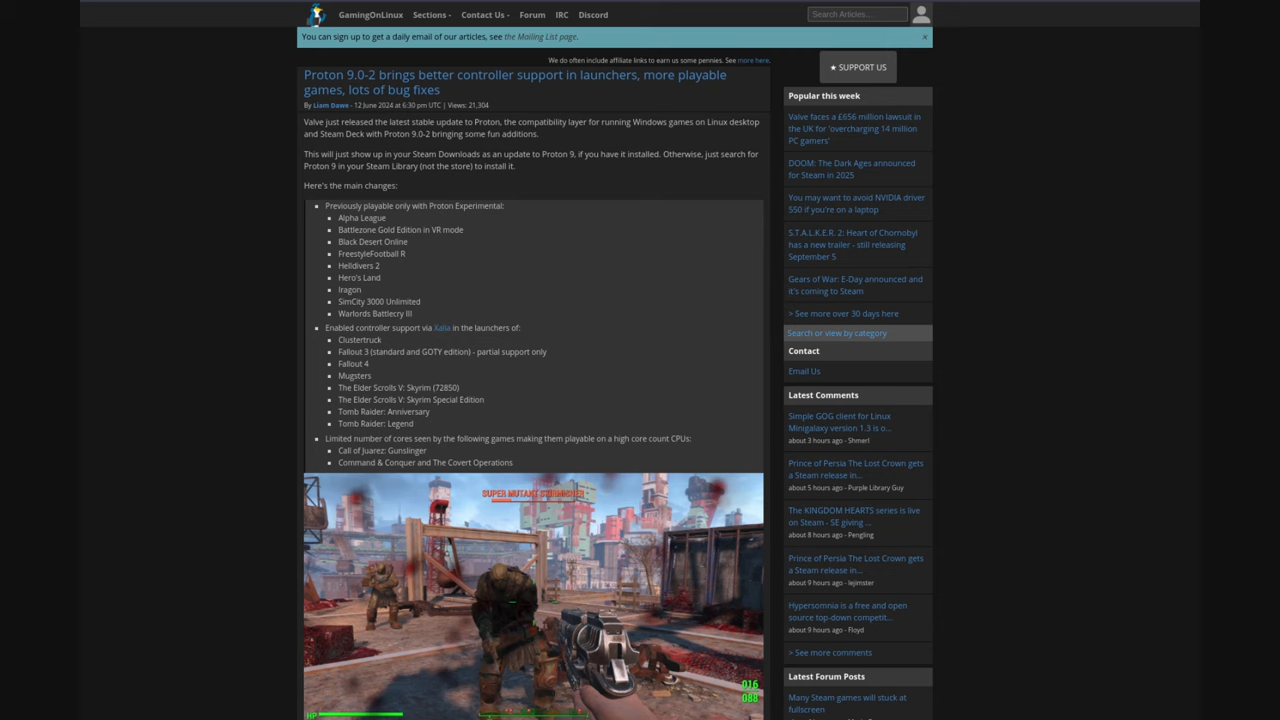 GamingOnLinux Sections - Contact Us - Forum IRC Discord
Search Articles...
You can sign up to get a daily email of our articles, see the Mailing List page.
×
We do often include affiliate links to earn us some pennies. See more here.
Proton 9.0-2 brings better controller support in launchers, more playable
games, lots of bug fixes
By Liam Dawe - 12 June 2024 at 6:30 pm UTC | Views: 21,304
Valve just released the latest stable update to Proton, the compatibility layer for running Windows games on Linux desktop
and Steam Deck with Proton 9.0-2 bringing some fun additions.
This will just show up in your Steam Downloads as an update to Proton 9, if you have it installed. Otherwise, just search for
Proton 9 in your Steam Library (not the store) to install it.
Here's the main changes:
Previously playable only with Proton Experimental:
Alpha League
Battlezone Gold Edition in VR mode
Black Desert Online
FreestyleFootball R
Helldivers 2
Hero's Land
Iragon
SimCity 3000 Unlimited
Warlords Battlecry III
Enabled controller support via Xalia in the launchers of:
Clustertruck
Fallout 3 (standard and GOTY edition) - partial support only
Fallout 4
Mugsters
The Elder Scrolls V: Skyrim (72850)
The Elder Scrolls V: Skyrim Special Edition
Tomb Raider: Anniversary
Tomb Raider: Legend
Limited number of cores seen by the following games making them playable on a high core count CPUs:
Call of Juarez: Gunslinger
Command & Conquer and The Covert Operations
SUPER MUTANT SKIRMISHER
016
088
HP
★ SUPPORT US
Popular this week
Valve faces a £656 million lawsuit in
the UK for 'overcharging 14 million
PC gamers'
DOOM: The Dark Ages announced
for Steam in 2025
You may want to avoid NVIDIA driver
550 if you're on a laptop
S.T.A.L.K.E.R. 2: Heart of Chornobyl
has a new trailer - still releasing
September 5
Gears of War: E-Day announced and
it's coming to Steam
> See more over 30 days here
Search or view by category
Contact
Email Us
Latest Comments
Simple GOG client for Linux
Minigalaxy version 1.3 is o...
about 3 hours ago - Shmerl
Prince of Persia The Lost Crown gets
a Steam release in...
about 5 hours ago - Purple Library Guy
The KINGDOM HEARTS series is live
on Steam - SE giving ...
about 8 hours ago - Pengling
Prince of Persia The Lost Crown gets
a Steam release in...
about 9 hours ago - lejimster
Hypersomnia is a free and open
source top-down competit...
about 9 hours ago - Floyd
> See more comments
Latest Forum Posts
Many Steam games will stuck at
fullscreen